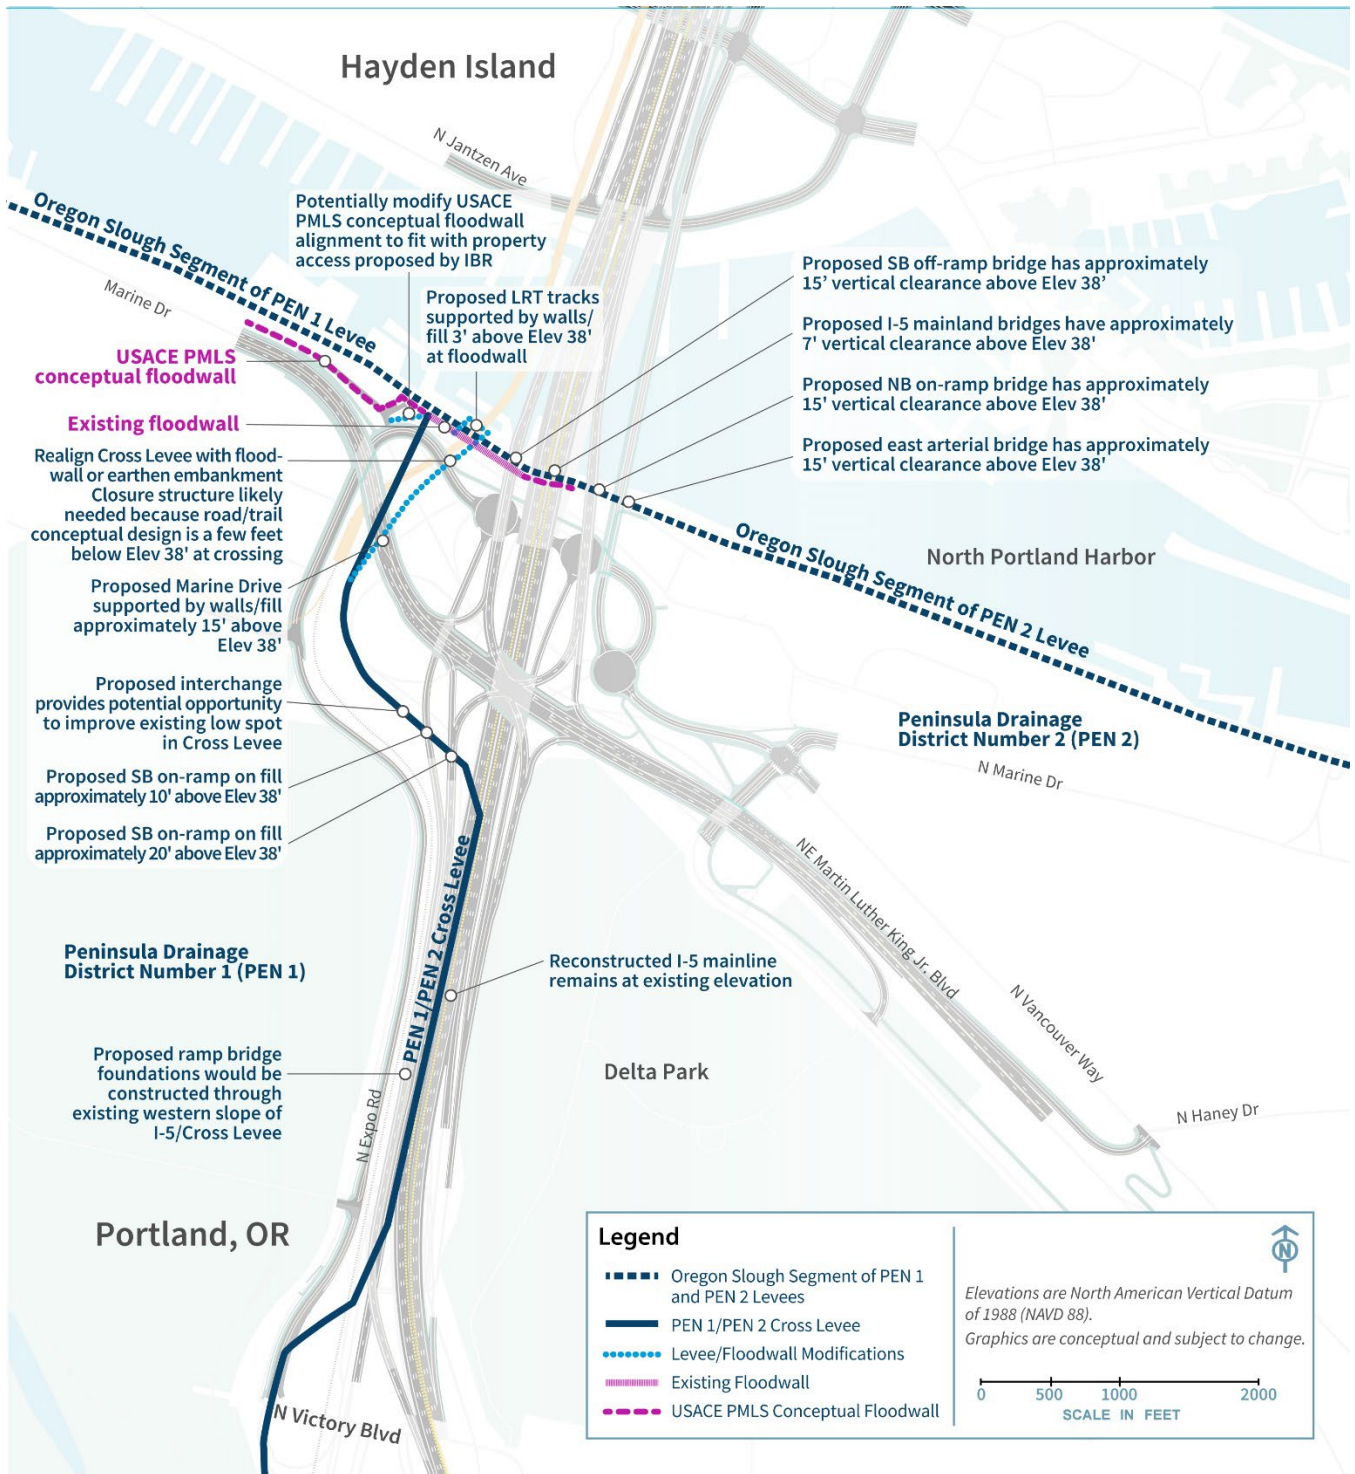 Hayden Island
N Jantzen Ave
Oregon Slough Segment of PEN 1 Levee
Marine Dr
Potentially modify USACE
PMLS conceptual floodwall
alignment to fit with property
access proposed by IBR
Proposed LRT tracks
supported by walls/
fill 3' above Elev 38'
at floodwall
Proposed SB off-ramp bridge has approximately
15’ vertical clearance above Elev 38’
Proposed I-5 mainland bridges have approximately
7' vertical clearance above Elev 38'
Proposed NB on-ramp bridge has approximately
15' vertical clearance above Elev 38'
Proposed east arterial bridge has approximately
15' vertical clearance above Elev 38'
USACE PMLS
conceptual floodwall
Existing floodwall
Realign Cross Levee with flood-
wall or earthen embankment
Closure structure likely
needed because road/trail
conceptual design is a few feet
below Elev 38' at crossing
Proposed Marine Drive
supported by walls/fill
approximately 15' above
Elev 38'
Proposed interchange
provides potential opportunity
to improve existing low spot
in Cross Levee
Proposed SB on-ramp on fill
approximately 10' above Elev 38'
Proposed SB on-ramp on fill
approximately 20' above Elev 38'
Oregon Slough Segment of PEN 2 Levee
North Portland Harbor
Peninsula Drainage
District Number 2 (PEN 2)
N Marine Dr
NE Martin Luther King Jr. Blvd
N Vancouver Way
N Haney Dr
Peninsula Drainage
District Number 1 (PEN 1)
PEN 1/PEN 2 Cross Levee
Reconstructed I-5 mainline
remains at existing elevation
Delta Park
Proposed ramp bridge
foundations would be
constructed through
existing western slope of
I-5/Cross Levee
N Expo Rd
Portland, OR
N Victory Blvd
Legend
Oregon Slough Segment of PEN 1
and PEN 2 Levees
PEN 1/PEN 2 Cross Levee
Levee/Floodwall Modifications
Existing Floodwall
USACE PMLS Conceptual Floodwall
N
Elevations are North American Vertical Datum
of 1988 (NAVD 88).
Graphics are conceptual and subject to change.
0 500 1000 2000
SCALE IN FEET